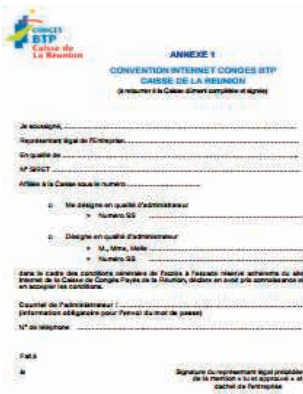 CONGES
BTP
Caisse de
La Réunion
ANNEXE 1
CONVENTION INTERNET CONGES BTP
CAISSE DE LA REUNION
(à retourner à la Caisse dûment complétée et signée)
Je soussigné,
Représentant légal de l'Entreprise
En qualité de
N° SIRET
Affiliée à la Caisse sous le numéro
o Me désigne en qualité d'administrateur
> Numéro SS
o Désigne en qualité d'administrateur
• M., Mme, Melle
> Numéro SS
dans le cadre des conditions générales de l'accès à l'espace réservé adhérents du site
Internet de la Caisse de Congés Payés de la Réunion, déclare en avoir pris connaissance et
en accepter les conditions.
Courriel de l'administrateur :
(information obligatoire pour l'envoi du mot de passe)
N° de téléphone
Fait à
le
Signature du représentant légal précédée
de la mention « lu et approuvé » et
cachet de l'entreprise